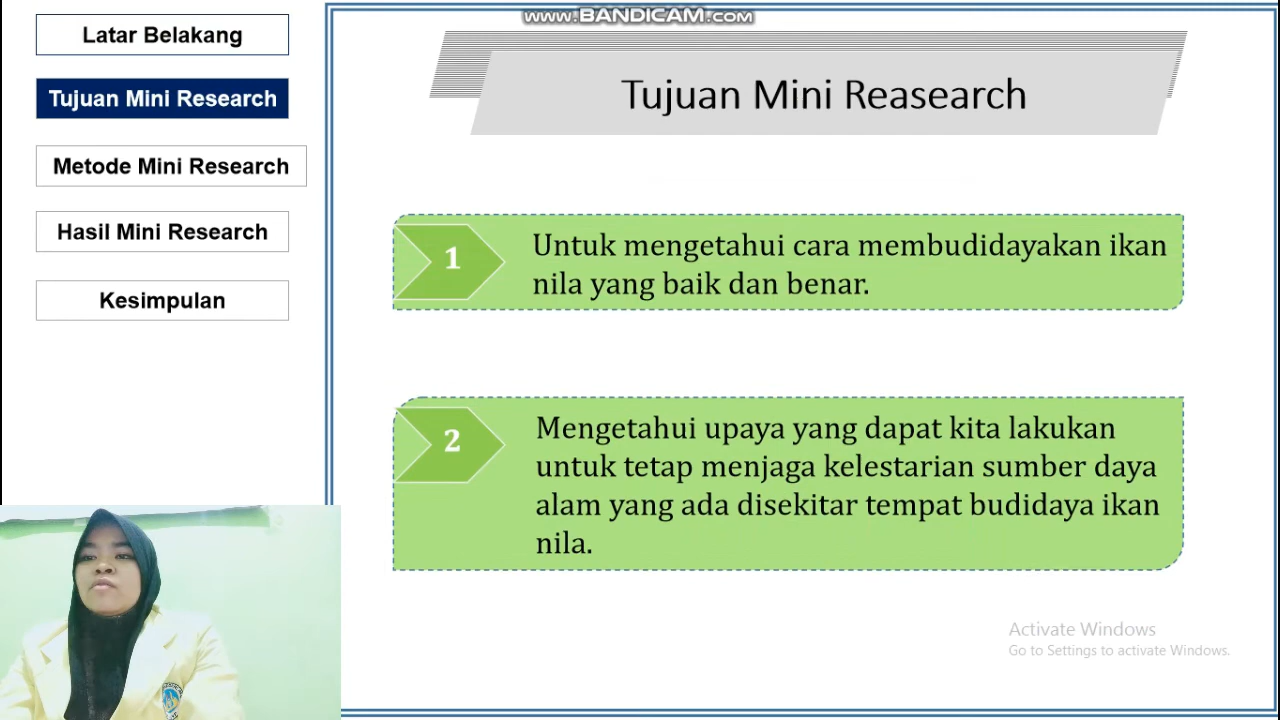 www.BANDICAM.com
Latar Belakang
Tujuan Mini Research
Metode Mini Research
Hasil Mini Research
Kesimpulan
Tujuan Mini Reasearch
1
Untuk mengetahui cara membudidayakan ikan
nila yang baik dan benar.
2
Mengetahui upaya yang dapat kita lakukan
untuk tetap menjaga kelestarian sumber daya
alam yang ada disekitar tempat budidaya ikan
nila.
Activate Windows
Go to Settings to activate Windows.